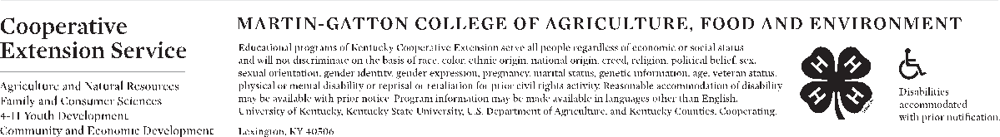 Cooperative
Extension Service
Agriculture and Natural Resources
Family and Consumer Sciences
4-H Youth Development
Community and Economic Development
MARTIN-GATTON COLLEGE OF AGRICULTURE, FOOD AND ENVIRONMENT
Educational programs of Kentucky Cooperative Extension serve all people regardless of economic or social status
and will not discriminate on the basis of race, color, ethnic origin, national origin, creed, religion, political belief, sex,
sexual orientation, gender identity, gender expression, pregnancy, marital status, genetic information, age, veteran status,
physical or mental disability or reprisal or retaliation for prior civil rights activity. Reasonable accommodation of disability
may be available with prior notice. Program information may be made available in languages other than English.
University of Kentucky, Kentucky State University, U.S. Department of Agriculture, and Kentucky Counties, Cooperating.
Lexington, KY 40506
H H
H H
Disabilities
accommodated
with prior notification.